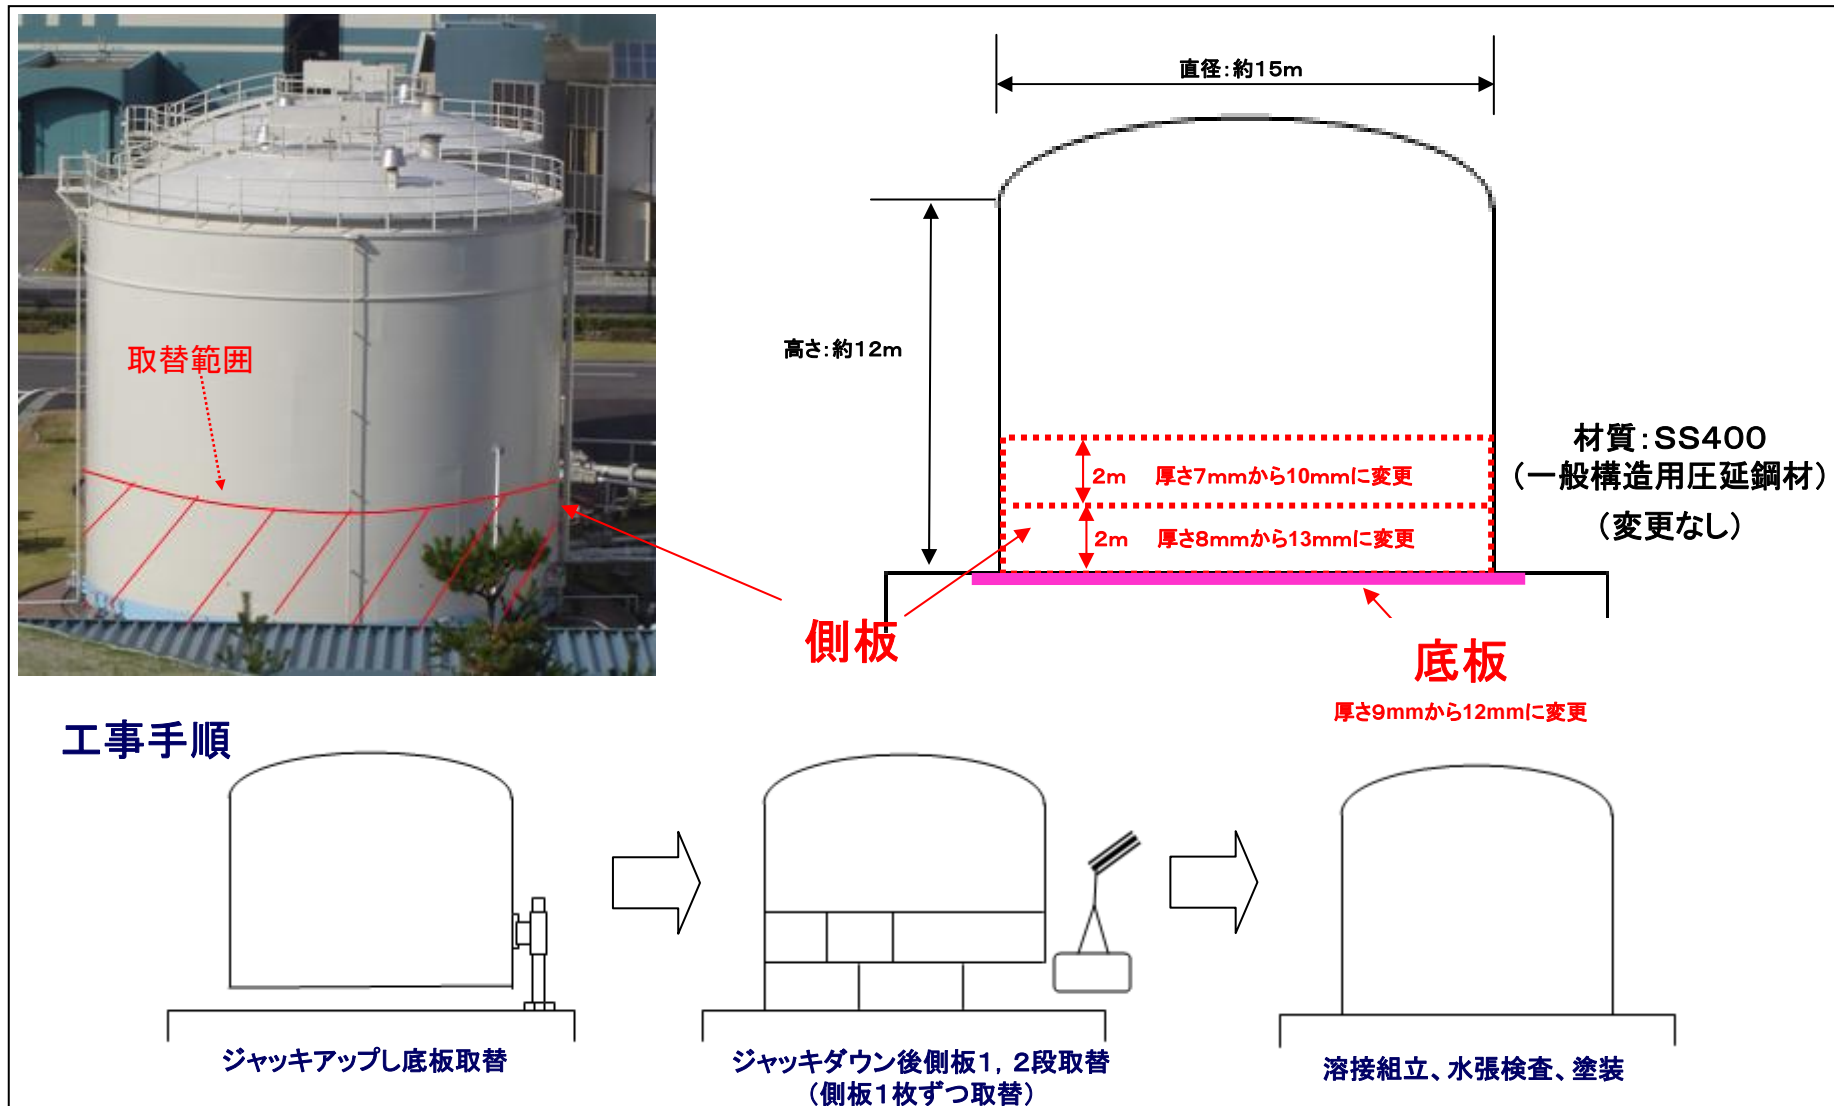 直径：約15m
取替範囲
高さ：約12m
材質：SS400
（一般構造用圧延鋼材）
（変更なし）
2m　厚さ7mmから10mmに変更
2m　厚さ8mmから13mmに変更
側板
底板
厚さ9mmから12mmに変更
工事手順
ジャッキアップし底板取替
ジャッキダウン後側板1，2段取替
（側板1枚ずつ取替）
溶接組立、水張検査、塗装